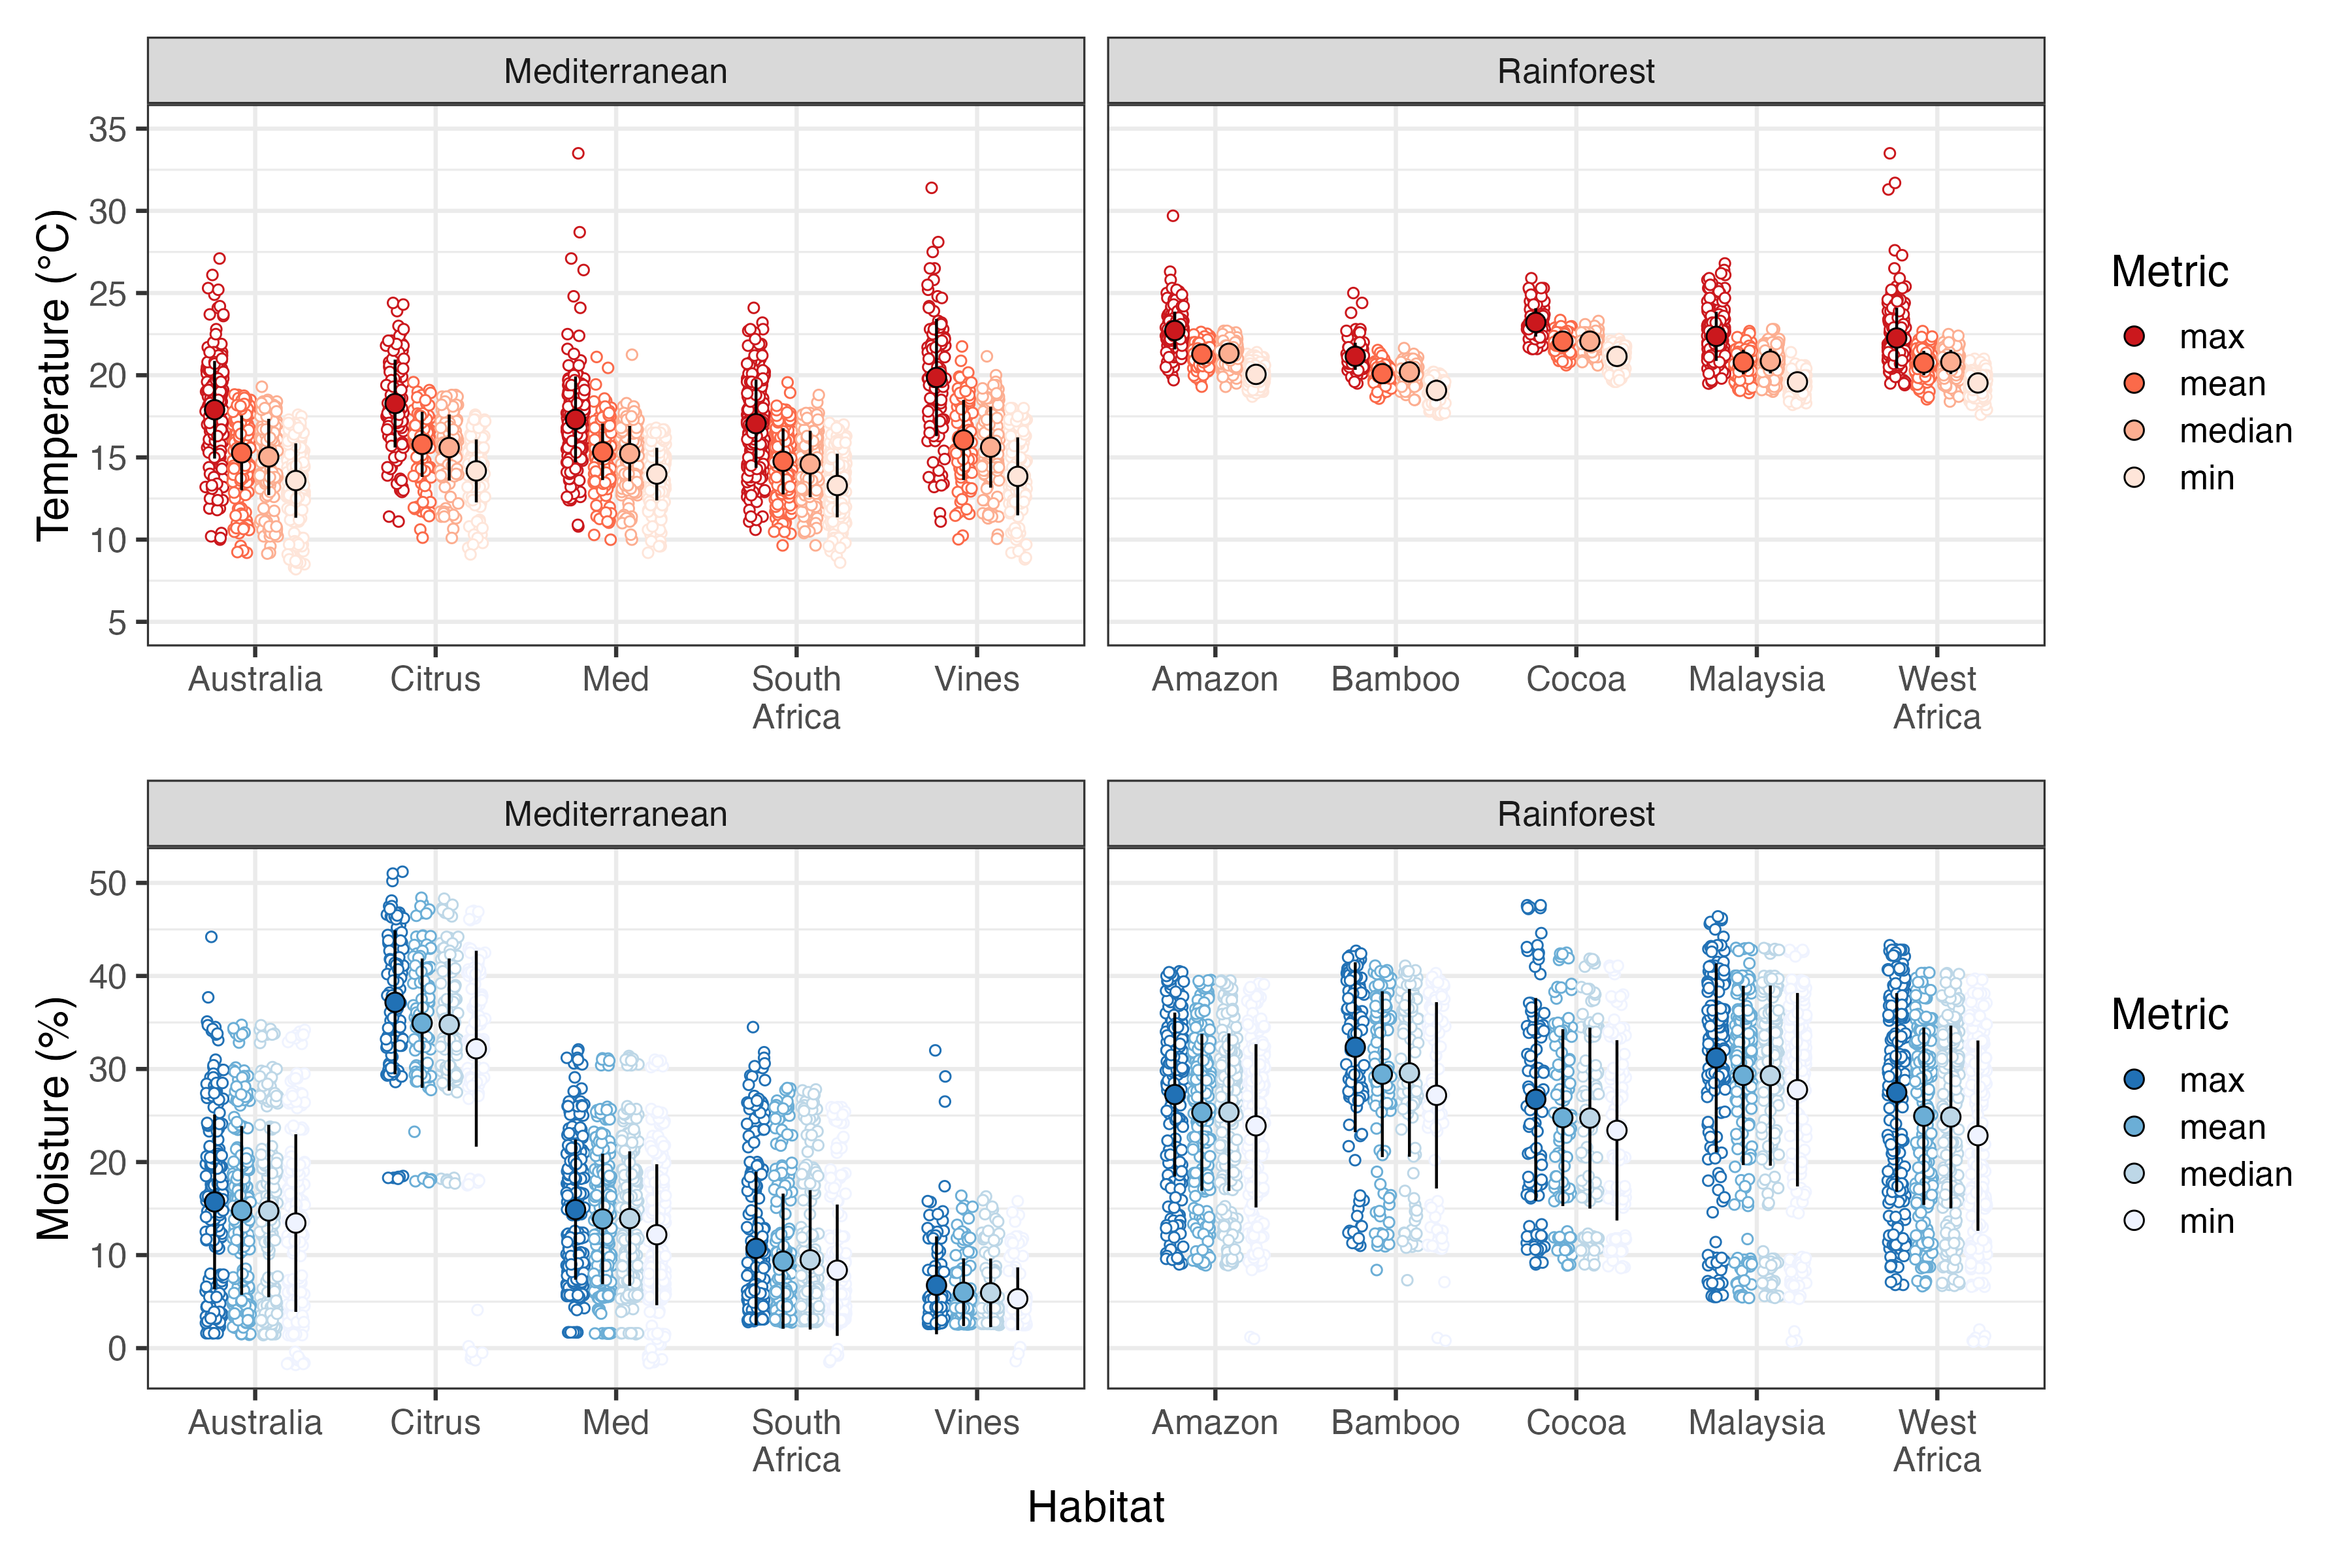 Mediterranean
Rainforest
Temperature (°C)
35
30
25
20
15
10
5
Australia
Citrus
Med
South
Africa
Vines
Amazon
Bamboo
Cocoa
Malaysia
West
Africa
Metric
max
mean
median
min
Mediterranean
Rainforest
Moisture (%)
50
40
30
20
10
0
Australia
Citrus
Med
South
Africa
Vines
Amazon
Bamboo
Cocoa
Malaysia
West
Africa
Metric
max
mean
median
min
Habitat